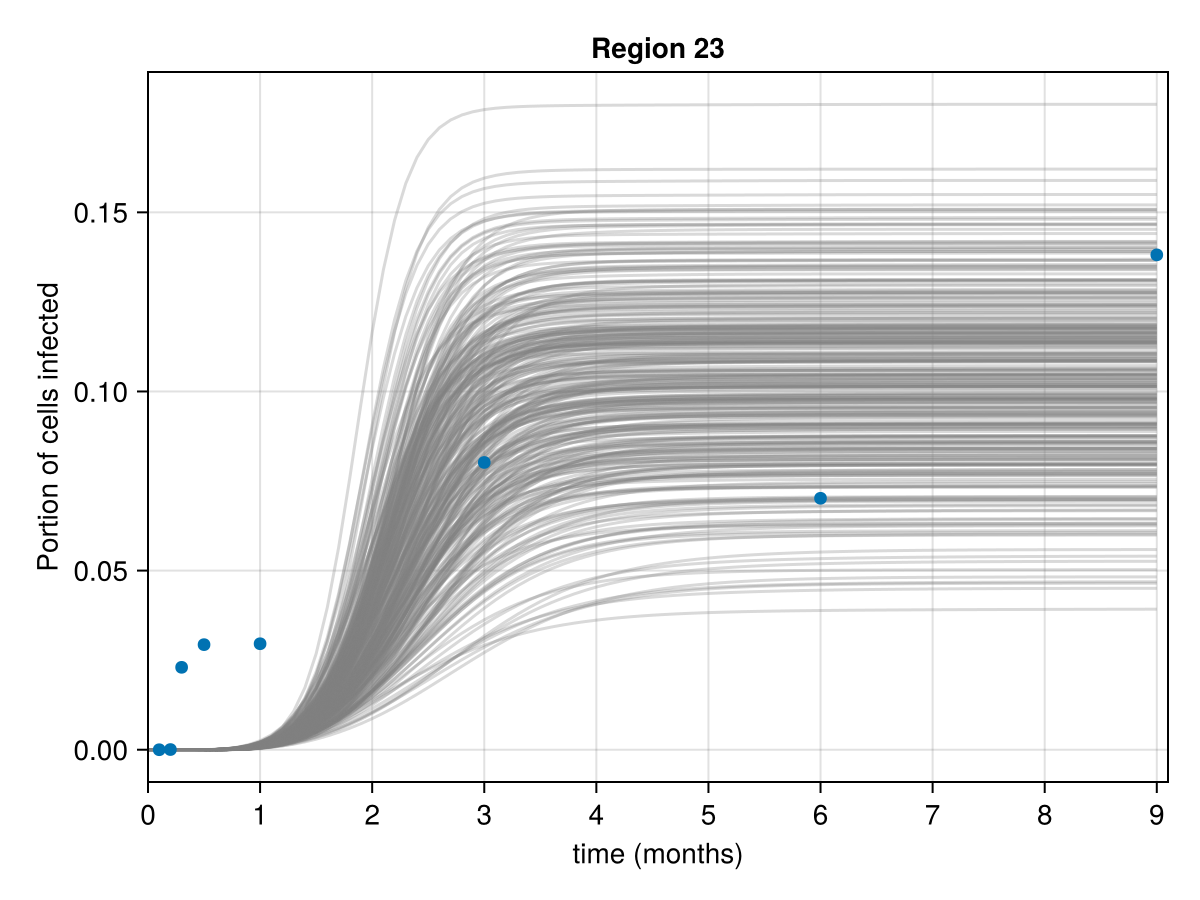 Region 23
Portion of cells infected
0.15
0.10
0.05
0.00
0 1 2 3 4 5 6 7 8 9
time (months)